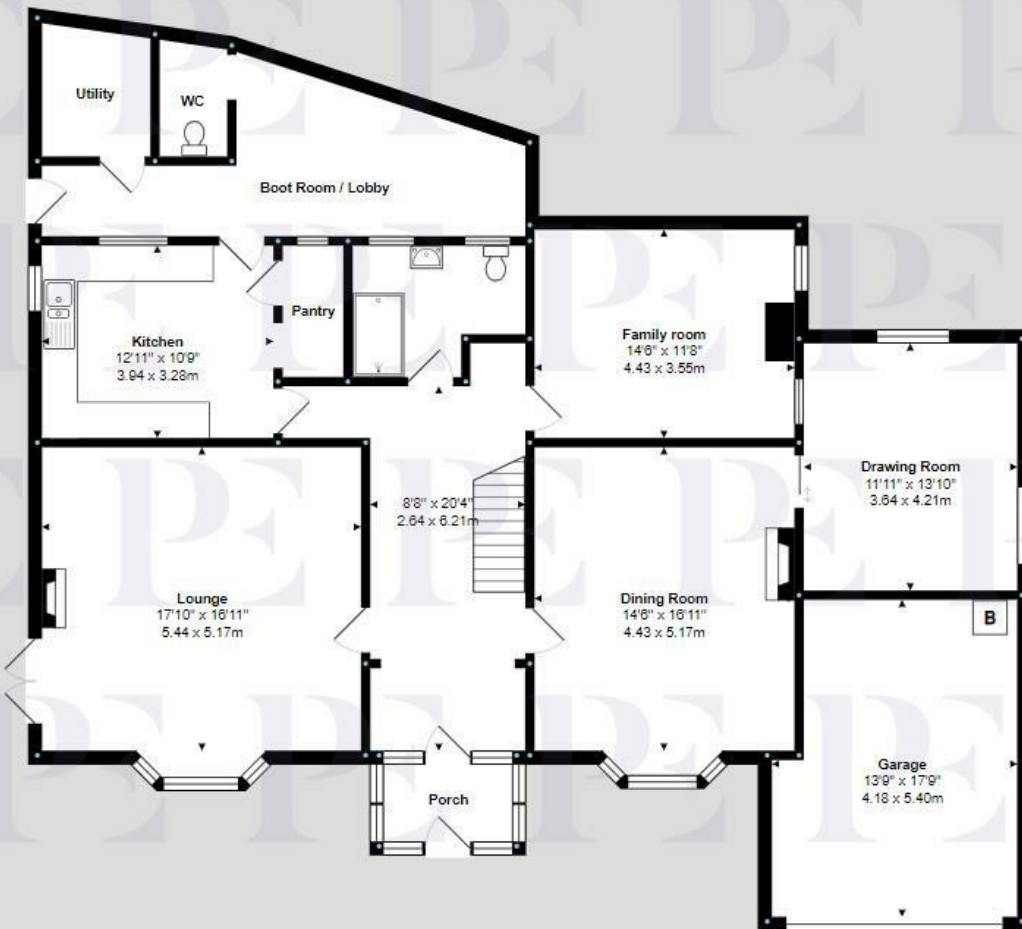 Utility
WC
Boot Room / Lobby
Kitchen
12'11" x 10'9"
3.94 x 3.28m
Pantry
Family room
14'6" x 11'8"
4.43 x 3.55m
Drawing Room
11'11" x 13'10"
3.64 x 4.21m
8'8" x 20'4"
2.64 x 6.21m
Lounge
17'10" x 16'11"
5.44 x 5.17m
Dining Room
14'6" x 16'11"
4.43 x 5.17m
B
Garage
13'9" x 17'9"
4.18 x 5.40m
Porch